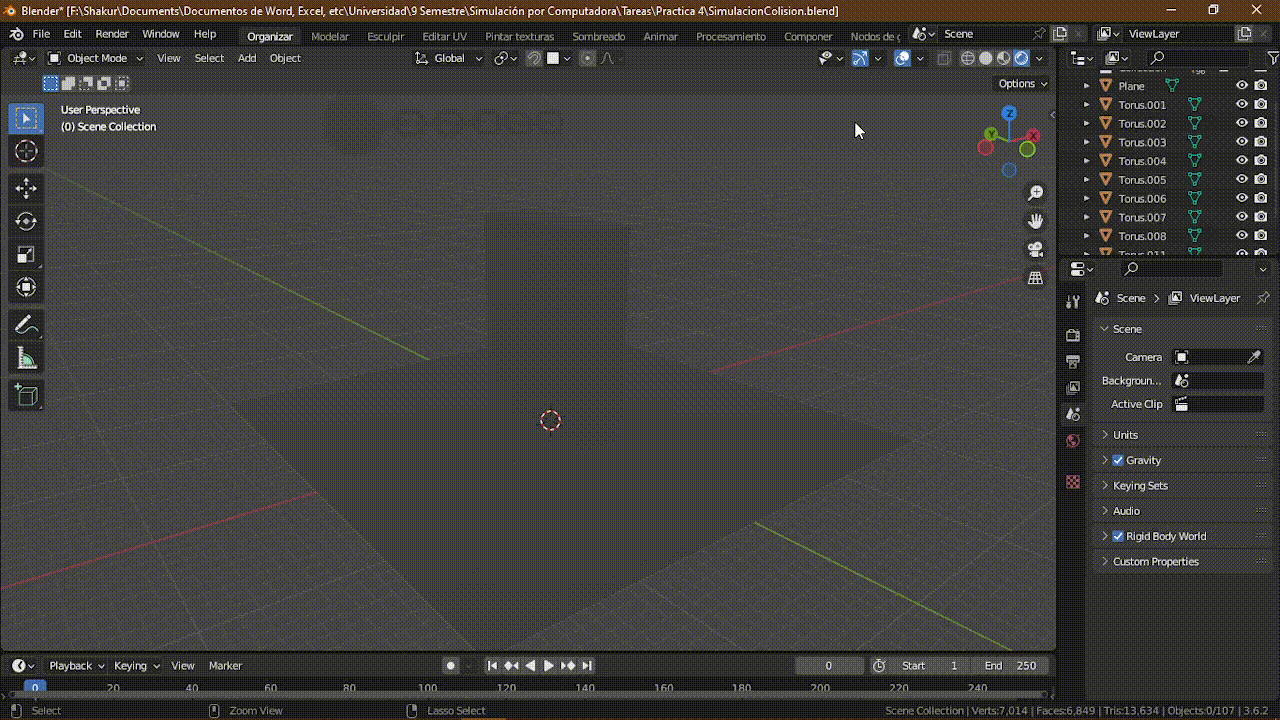 Blender* [F:\Shakur\Documents\Documentos de Word, Excel, etc\Universidad\9 Semestre\Simulación por Computadora\Tareas\Practica 4\SimulacionColision.blend]
File Edit Render Window Help Organizar Modelar Esculpir Editar UV Pintar texturas Sombreado Animar Procesamiento Componer Nodos de g Scene ViewLayer
Object Mode View Select Add Object Global
Options
User Perspective
(0) Scene Collection
Z
Y
X
Plane
Torus.001
Torus.002
Torus.003
Torus.004
Torus.005
Torus.006
Torus.007
Torus.008
Torus.011
Scene > ViewLayer
Scene
Camera
Backgroun...
Active Clip
Units
Gravity
Keying Sets
Audio
Rigid Body World
Custom Properties
Playback Keying View Marker 0 Start 1 End 250
0 20 40 60 80 100 120 140 160 180 200 220 240
Select Zoom View Lasso Select Scene Collection | Verts:7,014 | Faces:6,849 | Tris:13,634 | Objects:0/107 | 3.6.2